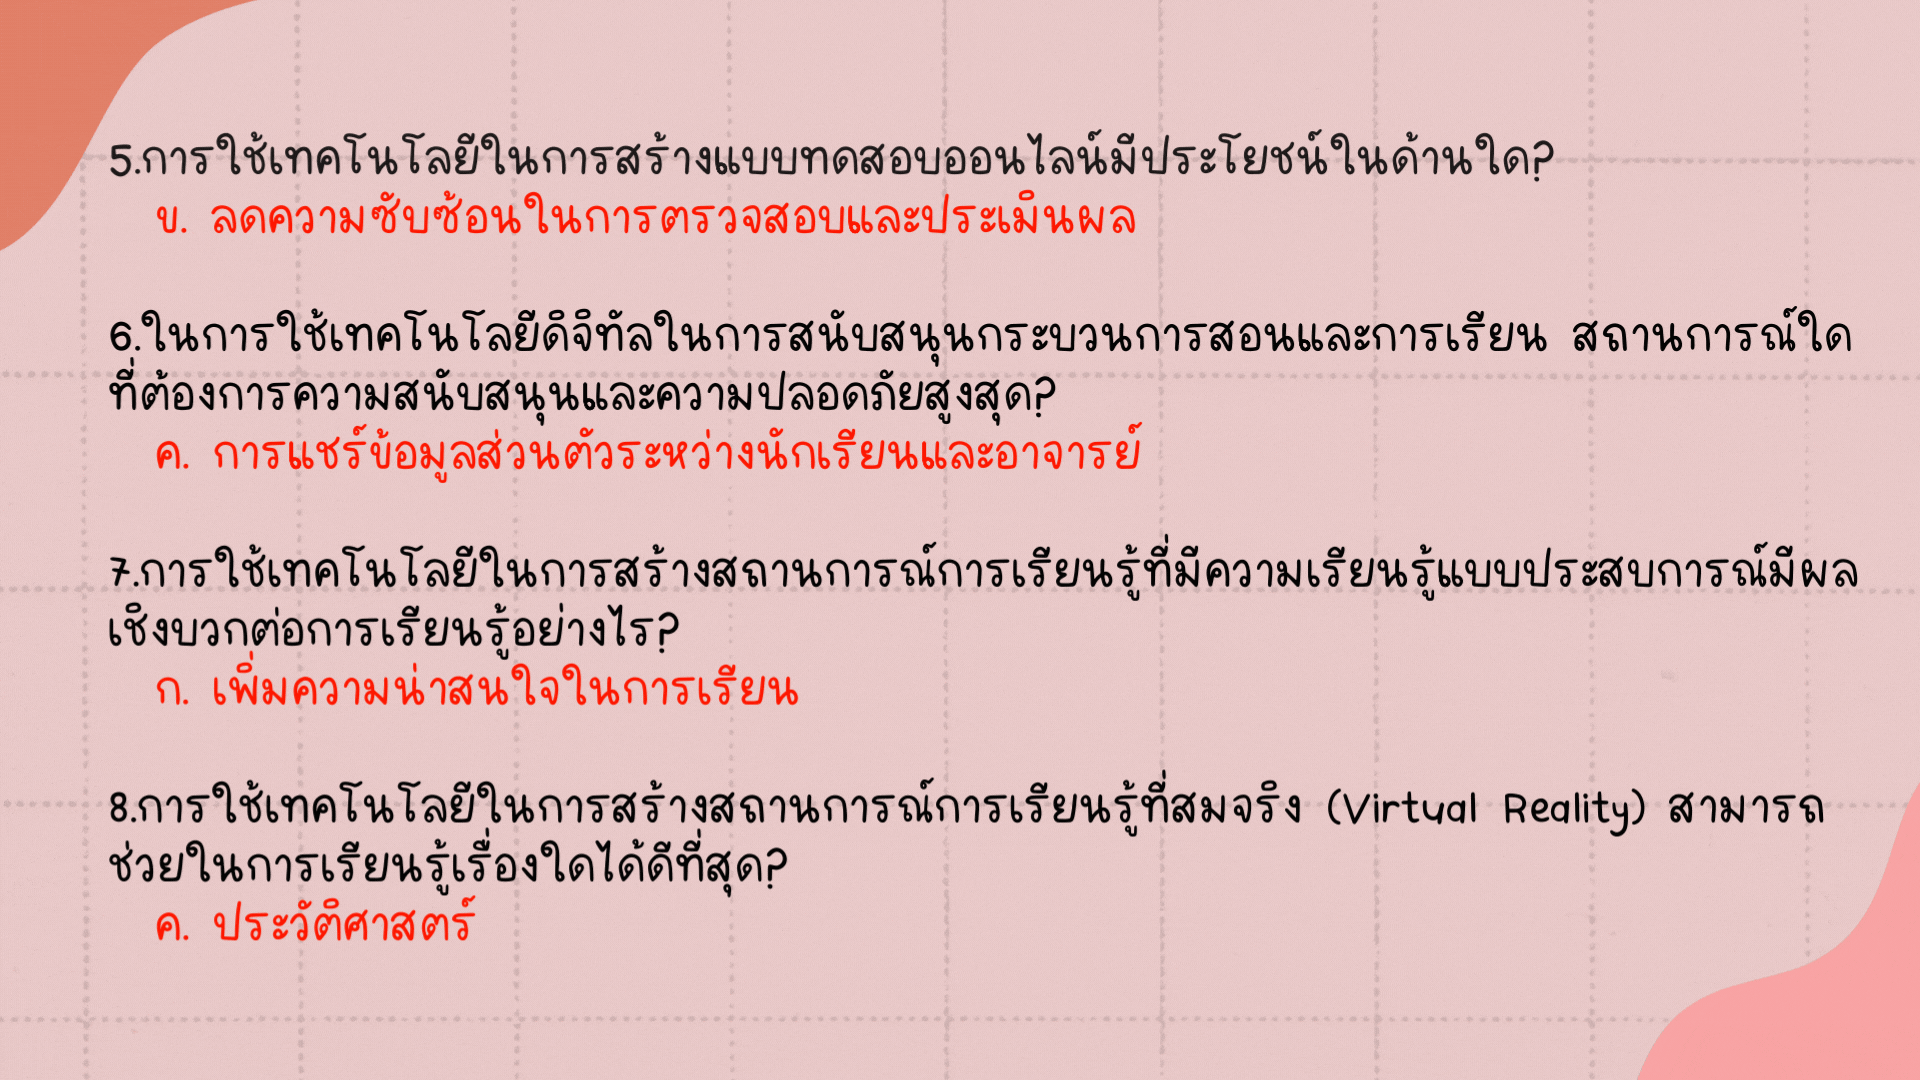 5.การใช้เทคโนโลยีในการสร้างแบบทดสอบออนไลน์มีประโยชน์ในด้านใด?
ข. ลดความซับซ้อนในการตรวจสอบและประเมินผล
6.ในการใช้เทคโนโลยีดิจิทัลในการสนับสนุนกระบวนการสอนและการเรียน สถานการณ์ใด
ที่ต้องการความสนับสนุนและความปลอดภัยสูงสุด?
ค. การแชร์ข้อมูลส่วนตัวระหว่างนักเรียนและอาจารย์
7.การใช้เทคโนโลยีในการสร้างสถานการณ์การเรียนรู้ที่มีความเรียนรู้แบบประสบการณ์มีผล
เชิงบวกต่อการเรียนรู้อย่างไร?
ก. เพิ่มความน่าสนใจในการเรียน
8.การใช้เทคโนโลยีในการสร้างสถานการณ์การเรียนรู้ที่สมจริง (Virtual Reality) สามารถ
ช่วยในการเรียนรู้เรื่องใดได้ดีที่สุด?
ค. ประวัติศาสตร์